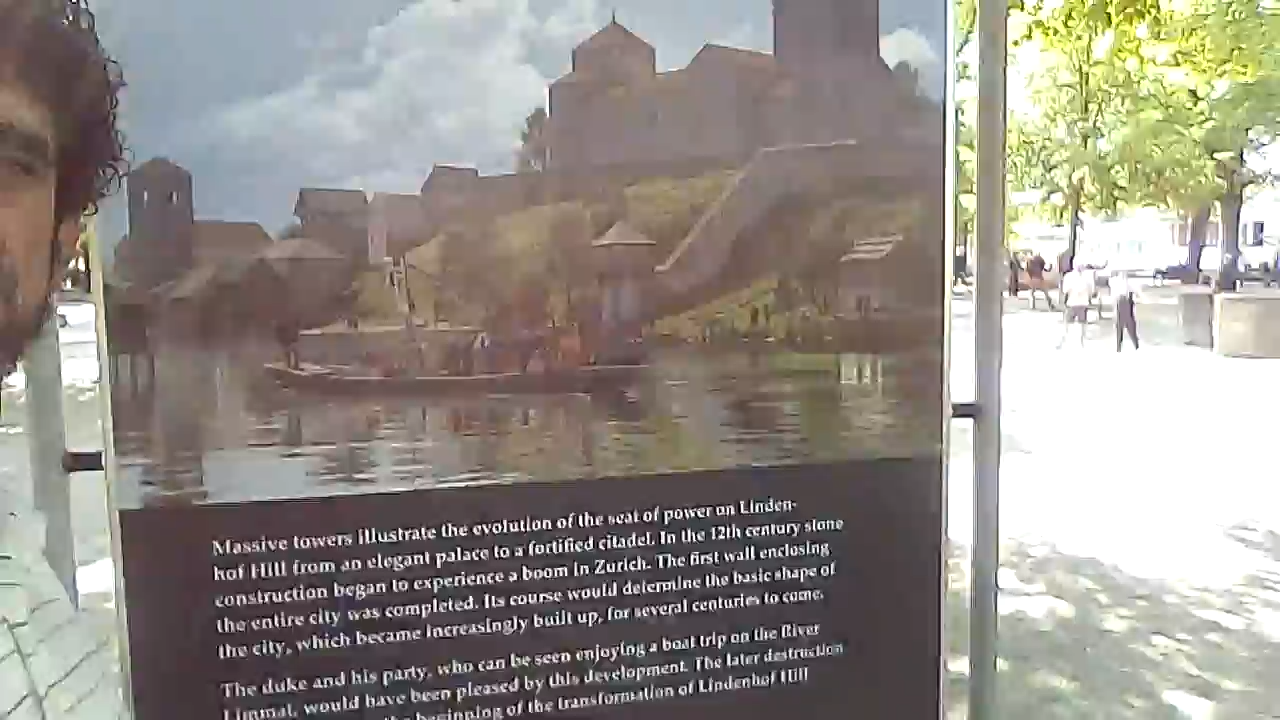 Massive towers illustrate the evolution of the seat of power on Linden-
hof Hill from an elegant palace to a fortified citadel. In the 12th century stone
construction began to experience a boom in Zurich. The first wall enclosing
the entire city was completed. Its course would determine the basic shape of
the city, which became increasingly built up, for several centuries to come.
The duke and his party, who can be seen enjoying a boat trip on the River
Limmat, would have been pleased by this development. The later destruction
beginning of the transformation of Lindenhof Hill